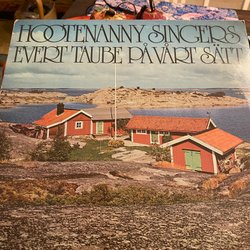 HOOTENANNY SINGERS
EVERT TAUBE PÅ VÅRT SÄTT